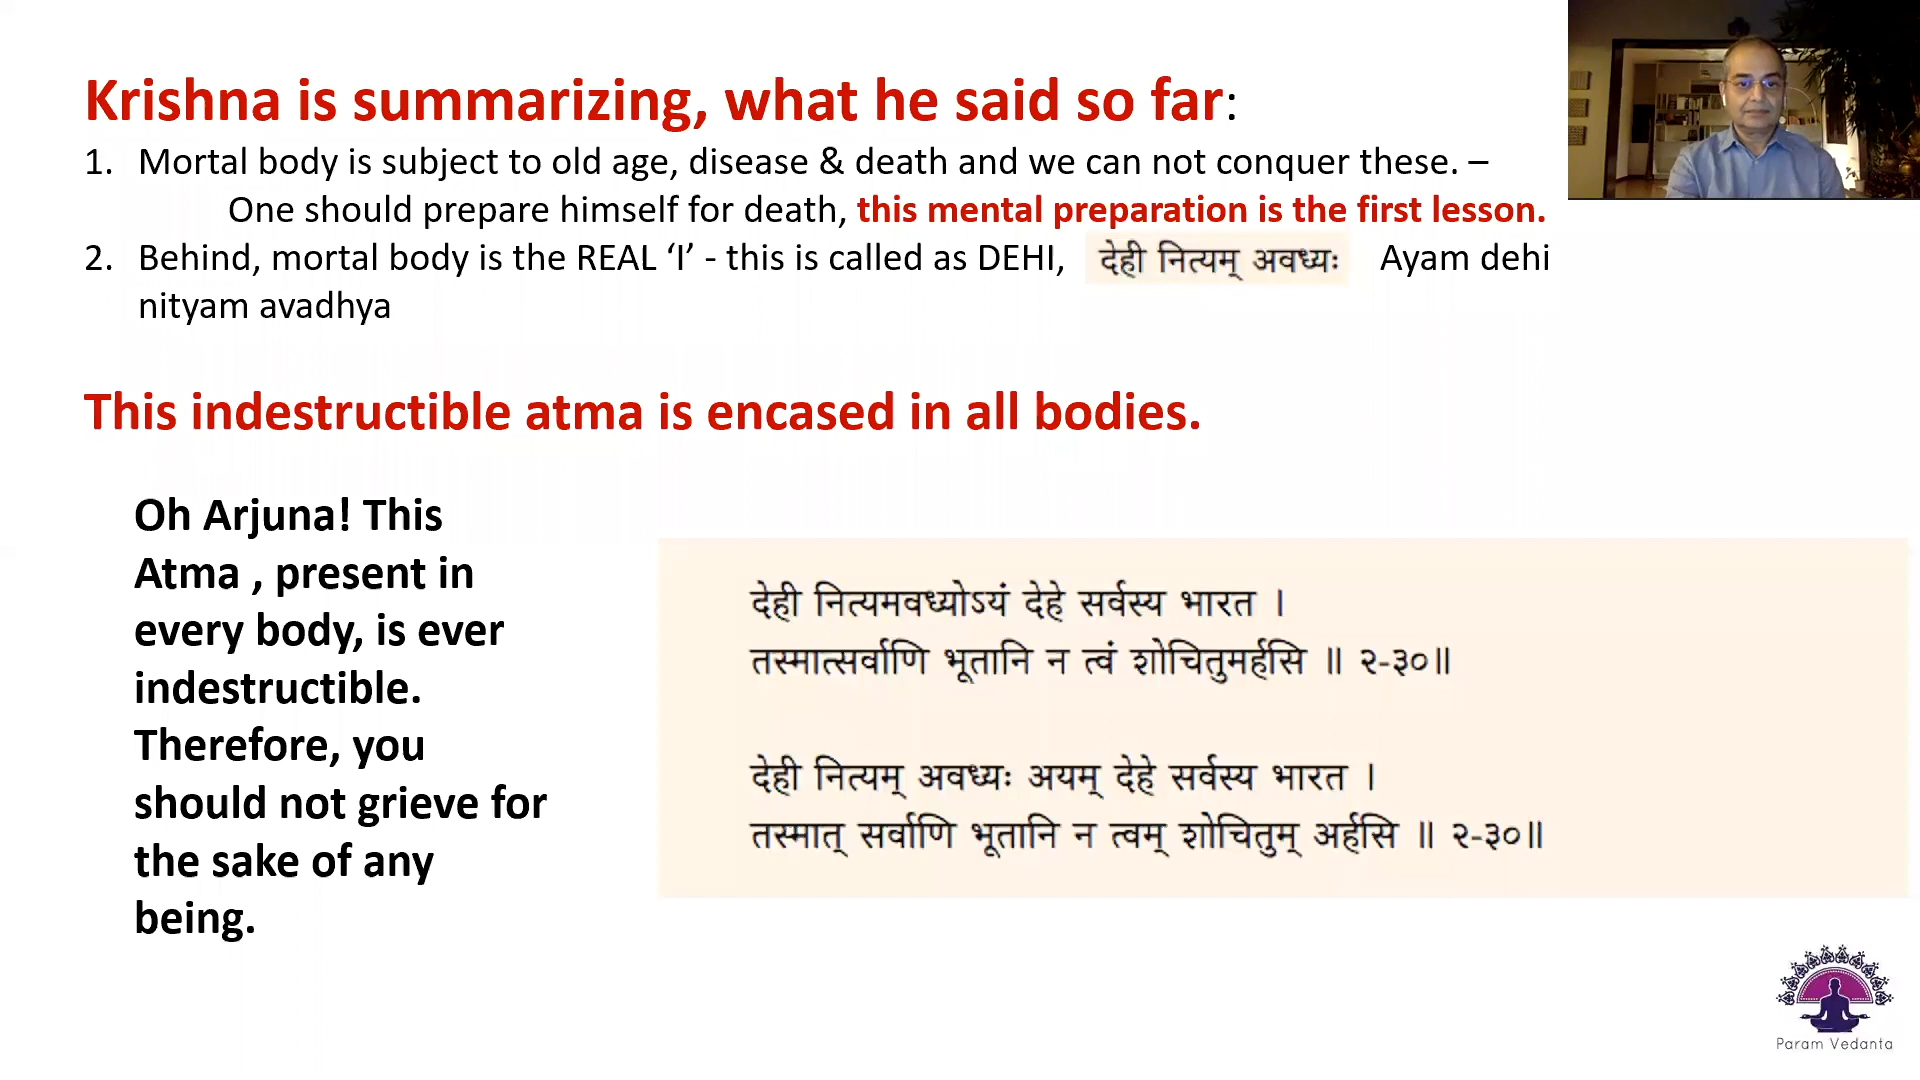 Krishna is summarizing, what he said so far:
1. Mortal body is subject to old age, disease & death and we can not conquer these. –
One should prepare himself for death, this mental preparation is the first lesson.
2. Behind, mortal body is the REAL ‘I’ - this is called as DEHI, देही नित्यम् अवध्यः Ayam dehi
nityam avadhya
This indestructible atma is encased in all bodies.
Oh Arjuna! This
Atma , present in
every body, is ever
indestructible.
Therefore, you
should not grieve for
the sake of any
being.
देही नित्यमवध्योऽयं देहे सर्वस्य भारत ।
तस्मात्सर्वाणि भूतानि न त्वं शोचितुमर्हसि ॥ २-३०॥
देही नित्यम् अवध्यः अयम् देहे सर्वस्य भारत ।
तस्मात् सर्वाणि भूतानि न त्वम् शोचितुम् अर्हसि ॥ २-३०॥
Param Vedanta